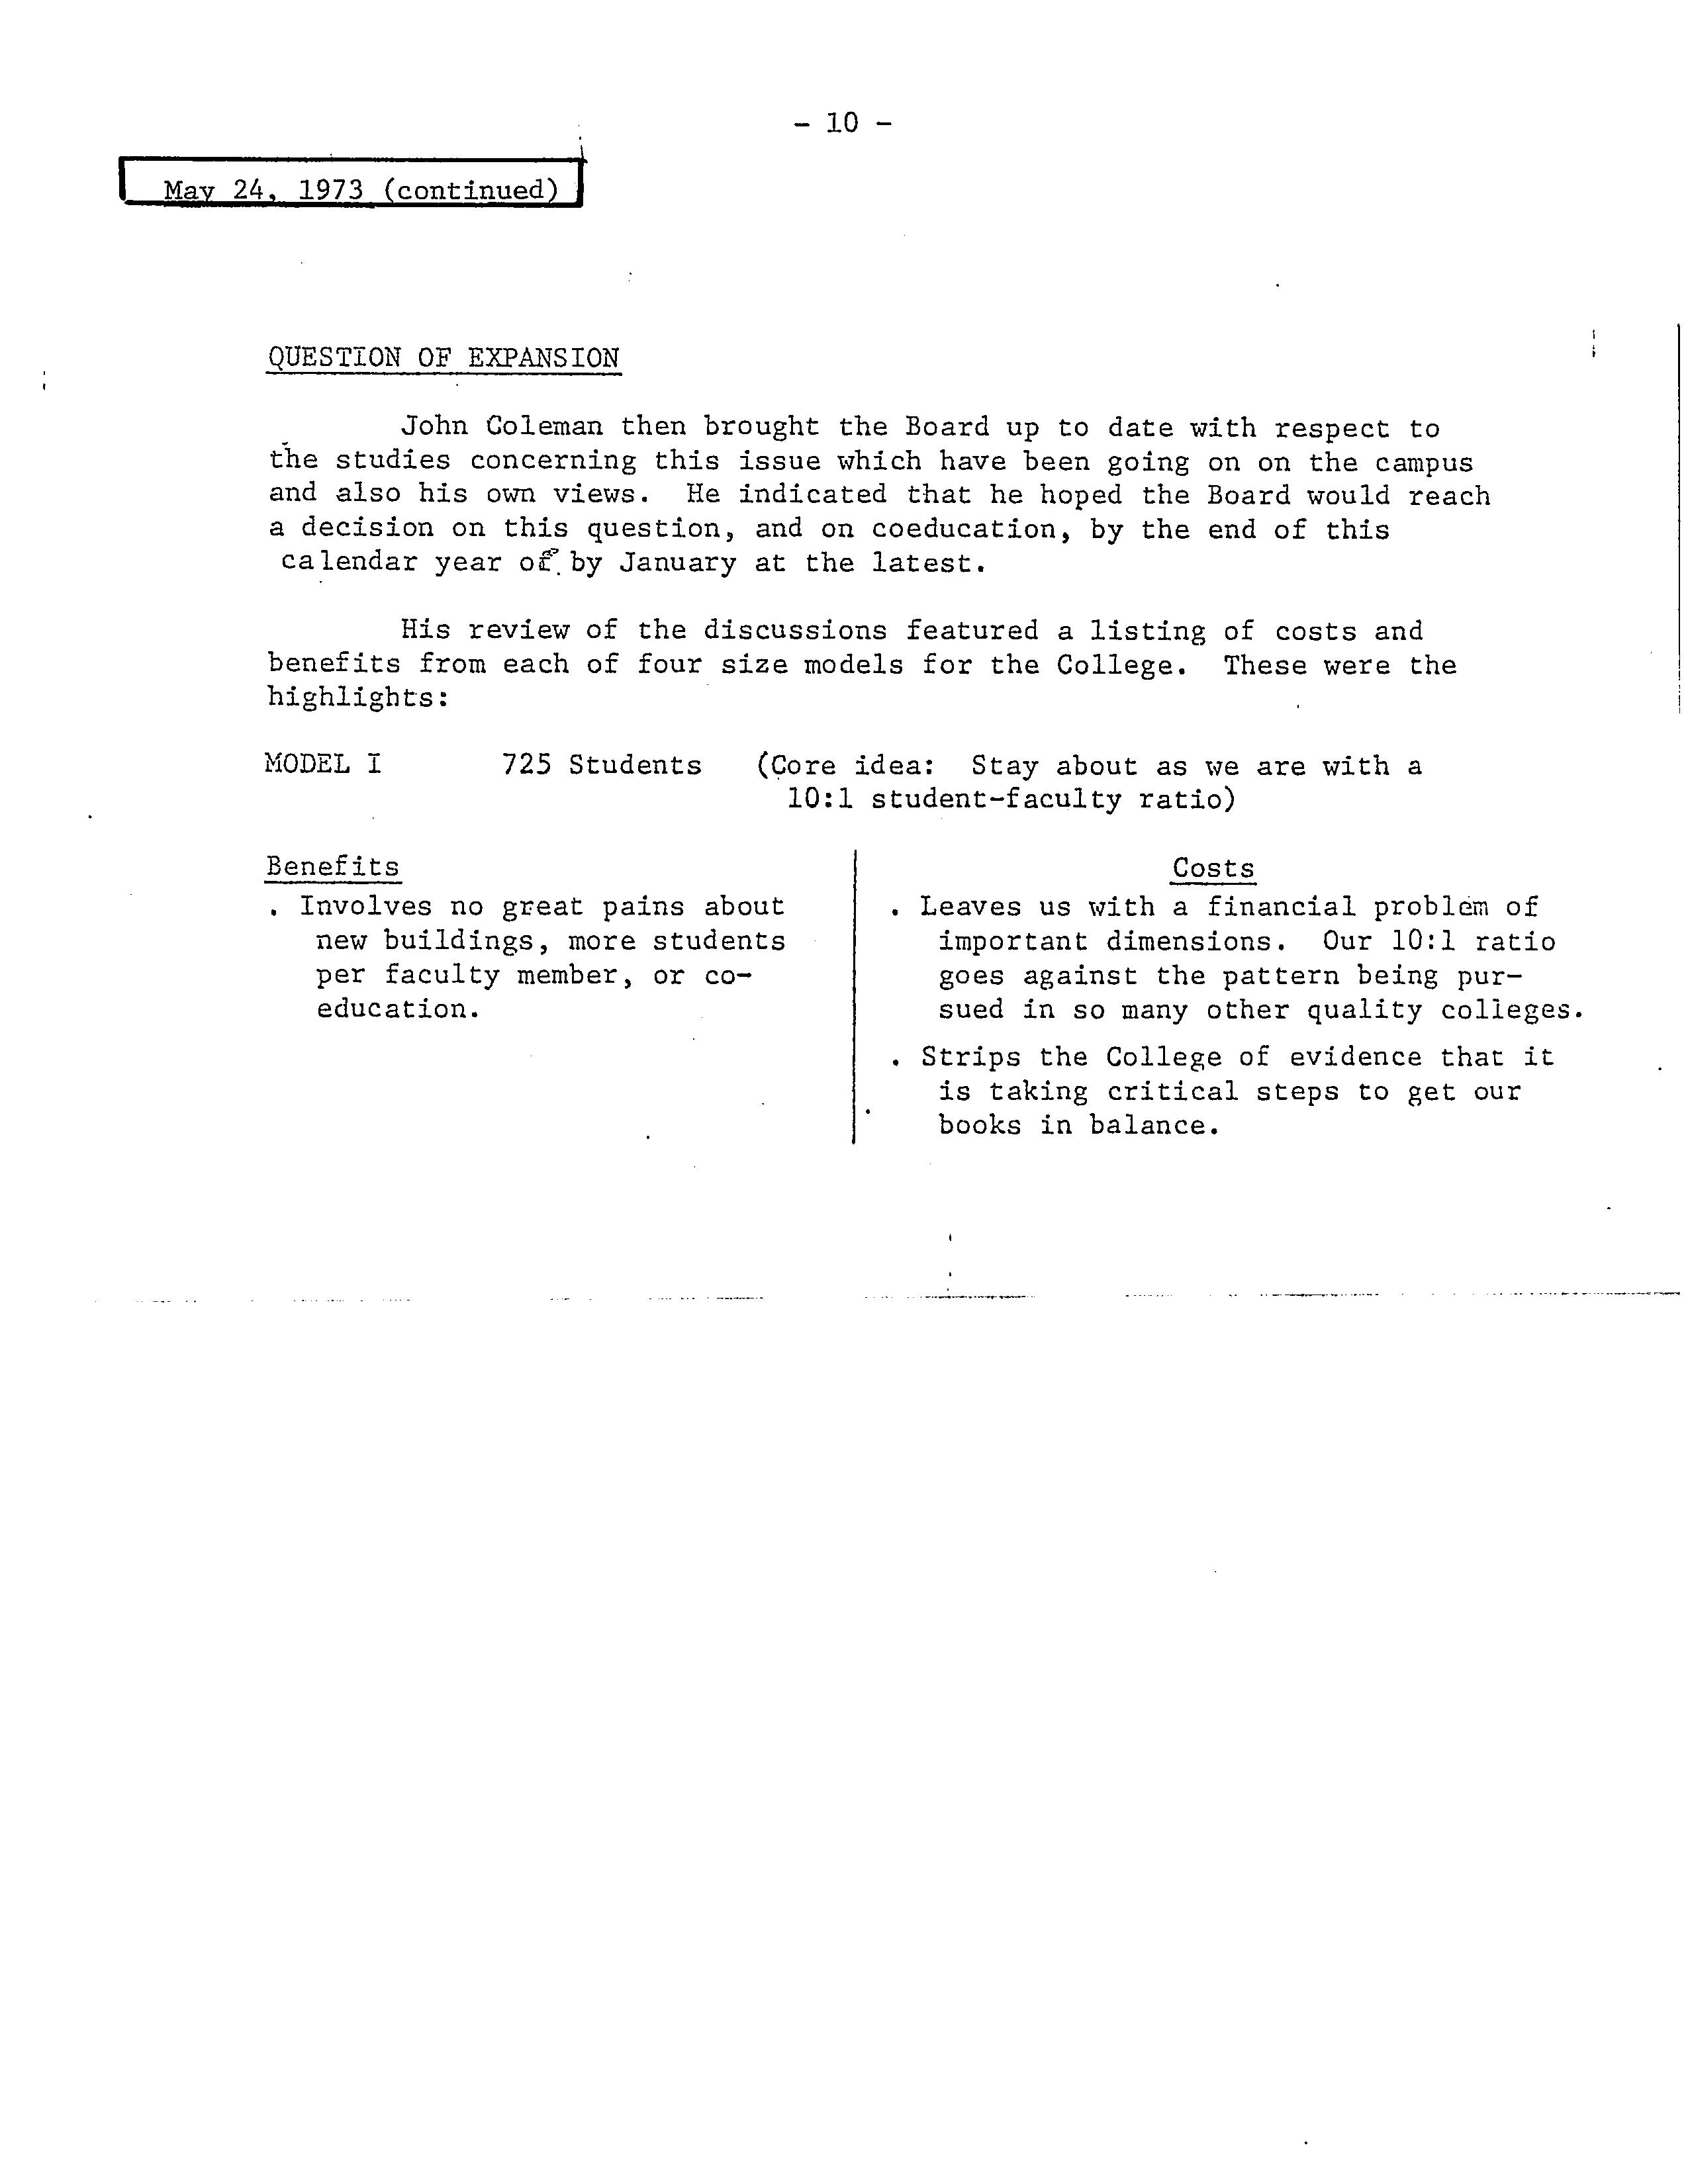 - 10 -
May 24, 1973 (continued)
QUESTION OF EXPANSION
John Coleman then brought the Board up to date with respect to
the studies concerning this issue which have been going on on the campus
and also his own views. He indicated that he hoped the Board would reach
a decision on this question, and on coeducation, by the end of this
calendar year of by January at the latest.
His review of the discussions featured a listing of costs and
benefits from each of four size models for the College. These were the
highlights:
MODEL I 725 Students (Core idea: Stay about as we are with a
10:1 student-faculty ratio)
Benefits
. Involves no great pains about
new buildings, more students
per faculty member, or co-
education.
Costs
. Leaves us with a financial problem of
important dimensions. Our 10:1 ratio
goes against the pattern being pur-
sued in so many other quality colleges.
. Strips the College of evidence that it
is taking critical steps to get our
books in balance.